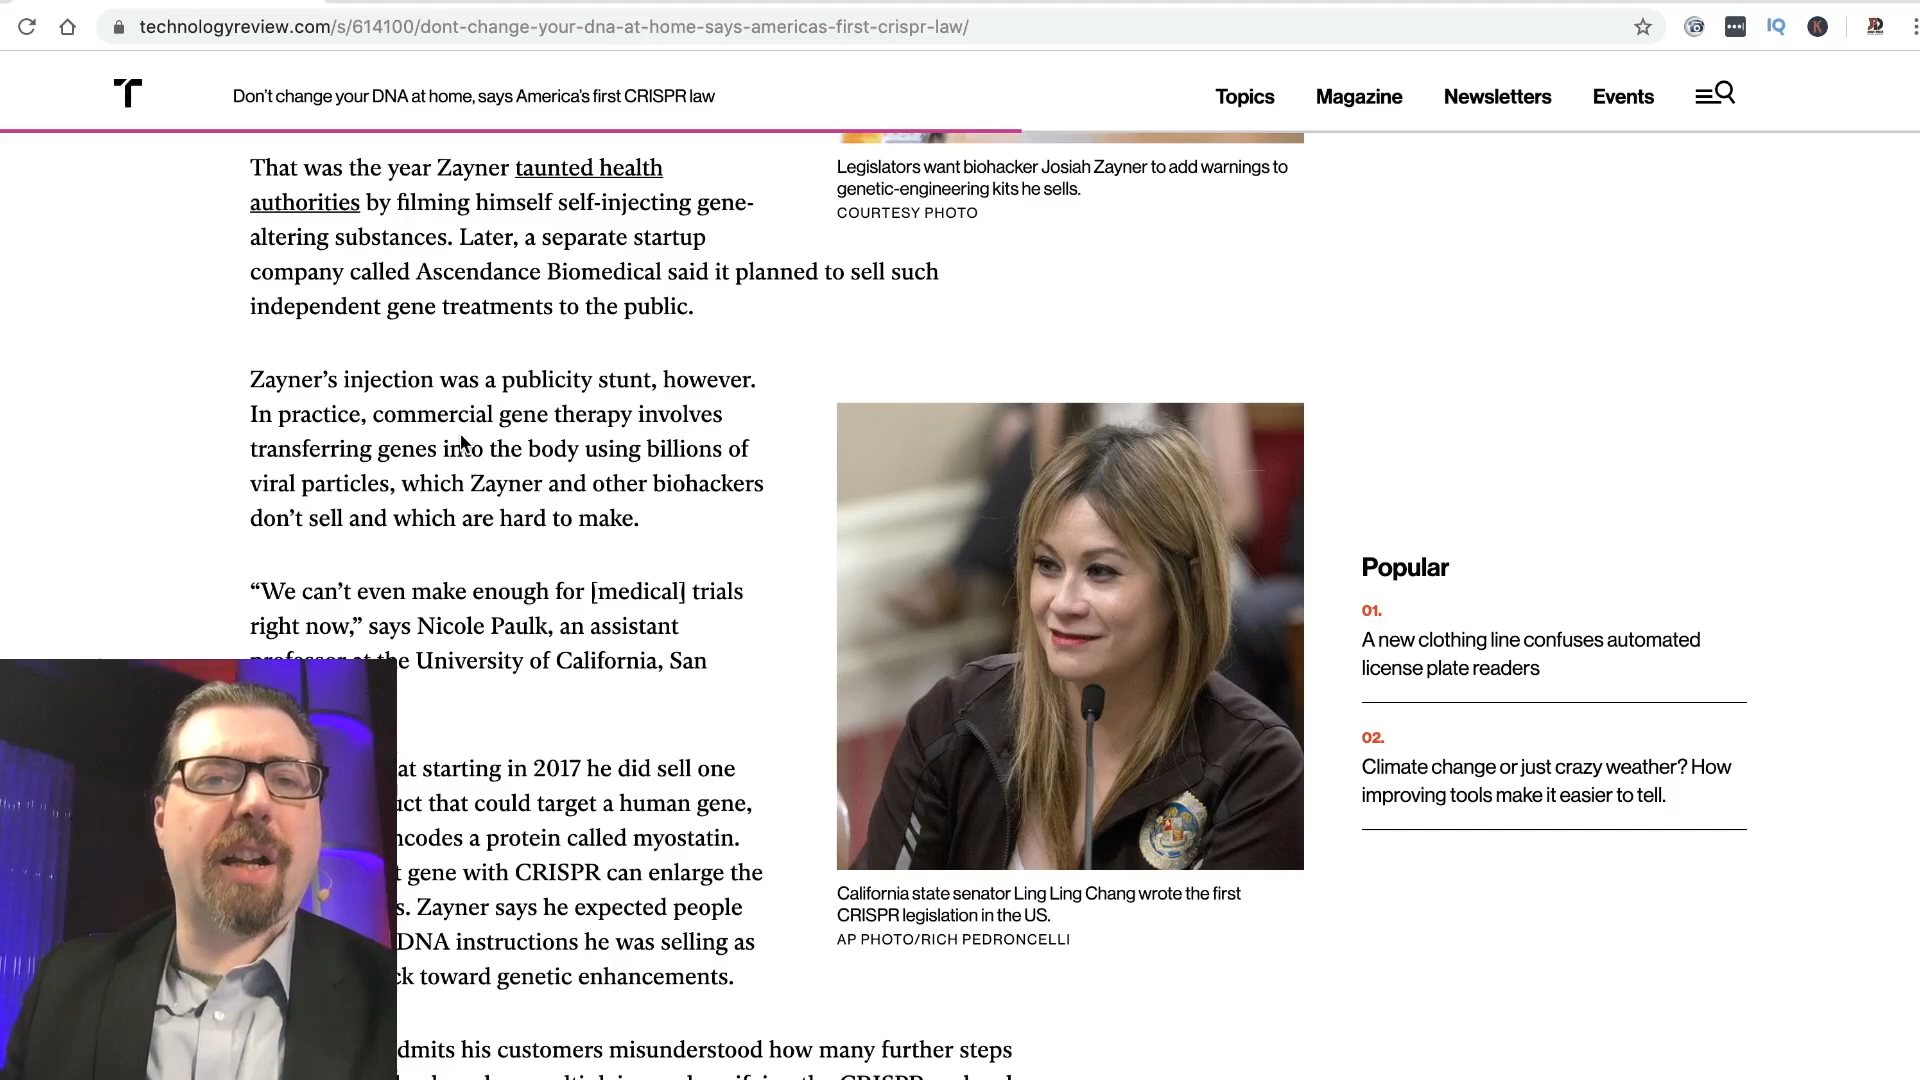 technologyreview.com/s/614100/dont-change-your-dna-at-home-says-americas-first-crispr-law/
IQ
K
Don't change your DNA at home, says America's first CRISPR law
Topics
Magazine
Newsletters
Events
That was the year Zayner taunted health
authorities by filming himself self-injecting gene-
altering substances. Later, a separate startup
company called Ascendance Biomedical said it planned to sell such
independent gene treatments to the public.
Legislators want biohacker Josiah Zayner to add warnings to
genetic-engineering kits he sells.
COURTESY PHOTO
Zayner’s injection was a publicity stunt, however.
In practice, commercial gene therapy involves
transferring genes into the body using billions of
viral particles, which Zayner and other biohackers
don’t sell and which are hard to make.
“We can’t even make enough for [medical] trials
right now,” says Nicole Paulk, an assistant
professor at the University of California, San
at starting in 2017 he did sell one
uct that could target a human gene,
ncodes a protein called myostatin.
t gene with CRISPR can enlarge the
s. Zayner says he expected people
DNA instructions he was selling as
ck toward genetic enhancements.
dmits his customers misunderstood how many further steps
California state senator Ling Ling Chang wrote the first
CRISPR legislation in the US.
AP PHOTO/RICH PEDRONCELLI
Popular
01.
A new clothing line confuses automated
license plate readers
02.
Climate change or just crazy weather? How
improving tools make it easier to tell.